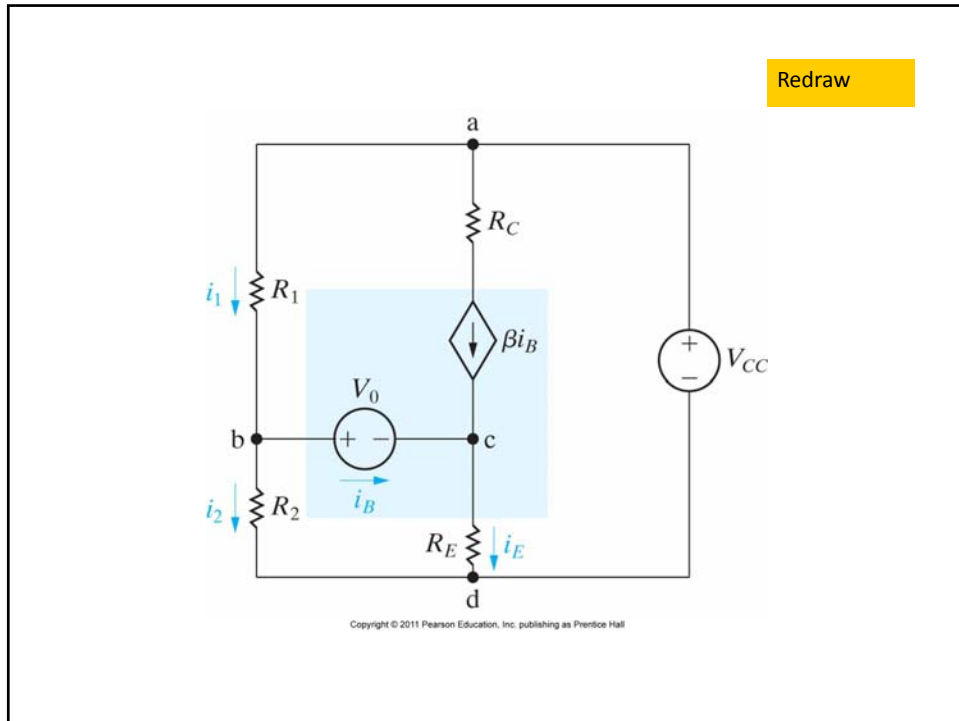 Redraw
a
R_C
i_1
R_1
βi_B
+
−
V_CC
V_0
b
+ −
c
i_B
i_2
R_2
R_E
i_E
d
Copyright © 2011 Pearson Education, Inc. publishing as Prentice Hall